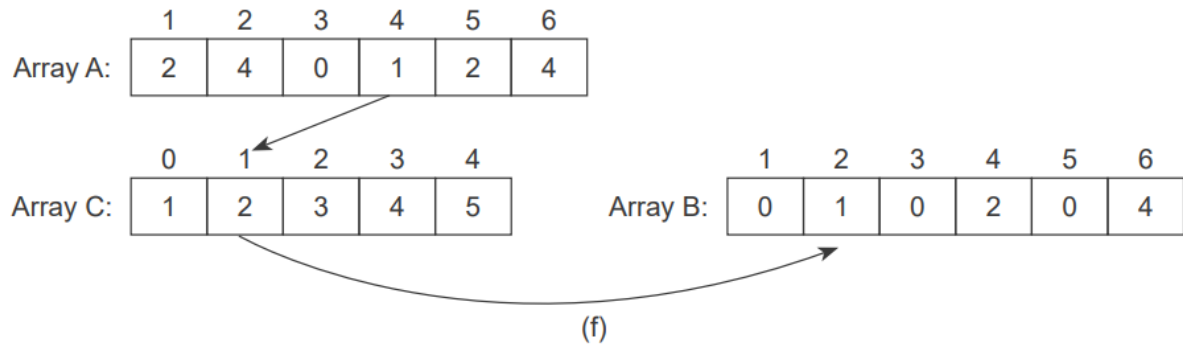 1 2 3 4 5 6
Array A: 2 4 0 1 2 4
0 1 2 3 4
1 2 3 4 5 6
Array C: 1 2 3 4 5
Array B: 0 1 0 2 0 4
(f)